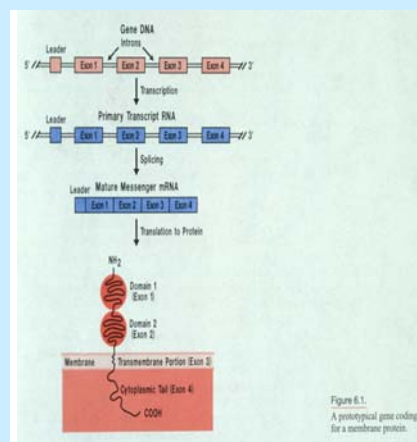 Gene DNA
Introns
Leader
5' Exon 1 Exon 2 Exon 3 Exon 4 3'
Transcription
Primary Transcript RNA
Leader
5' Exon 1 Exon 2 Exon 3 Exon 4 3'
Splicing
Mature Messenger mRNA
Leader Exon 1 Exon 2 Exon 3 Exon 4
Translation to Protein
NH2
Domain 1
(Exon 1)
Domain 2
(Exon 2)
Membrane Transmembrane Portion (Exon 3)
Cytoplasmic Tail (Exon 4)
COOH
Figure 6.1.
A prototypical gene coding
for a membrane protein.